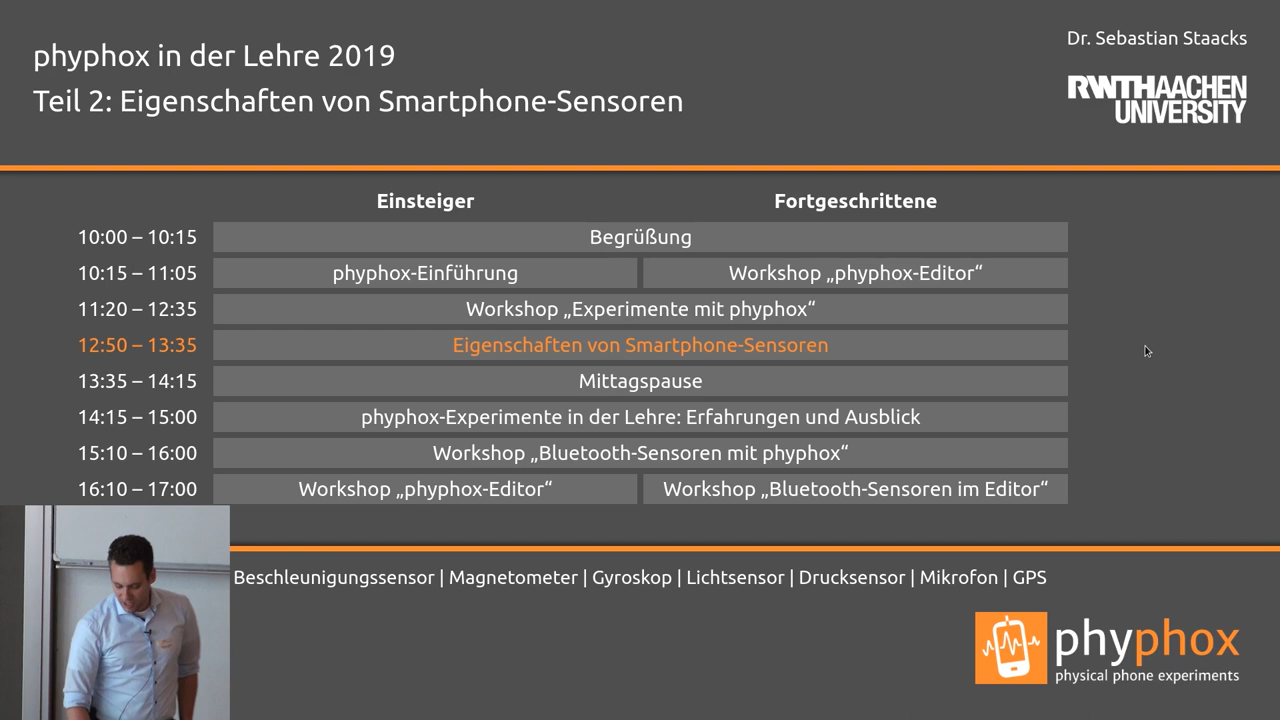 phyphox in der Lehre 2019
Dr. Sebastian Staacks
Teil 2: Eigenschaften von Smartphone-Sensoren
RWTHAACHEN
UNIVERSITY
Einsteiger Fortgeschrittene
10:00 – 10:15 Begrüßung
10:15 – 11:05 phyphox-Einführung Workshop „phyphox-Editor“
11:20 – 12:35 Workshop „Experimente mit phyphox“
12:50 – 13:35 Eigenschaften von Smartphone-Sensoren
13:35 – 14:15 Mittagspause
14:15 – 15:00 phyphox-Experimente in der Lehre: Erfahrungen und Ausblick
15:10 – 16:00 Workshop „Bluetooth-Sensoren mit phyphox“
16:10 – 17:00 Workshop „phyphox-Editor“ Workshop „Bluetooth-Sensoren im Editor“
Beschleunigungssensor | Magnetometer | Gyroskop | Lichtsensor | Drucksensor | Mikrofon | GPS
phyphox
physical phone experiments